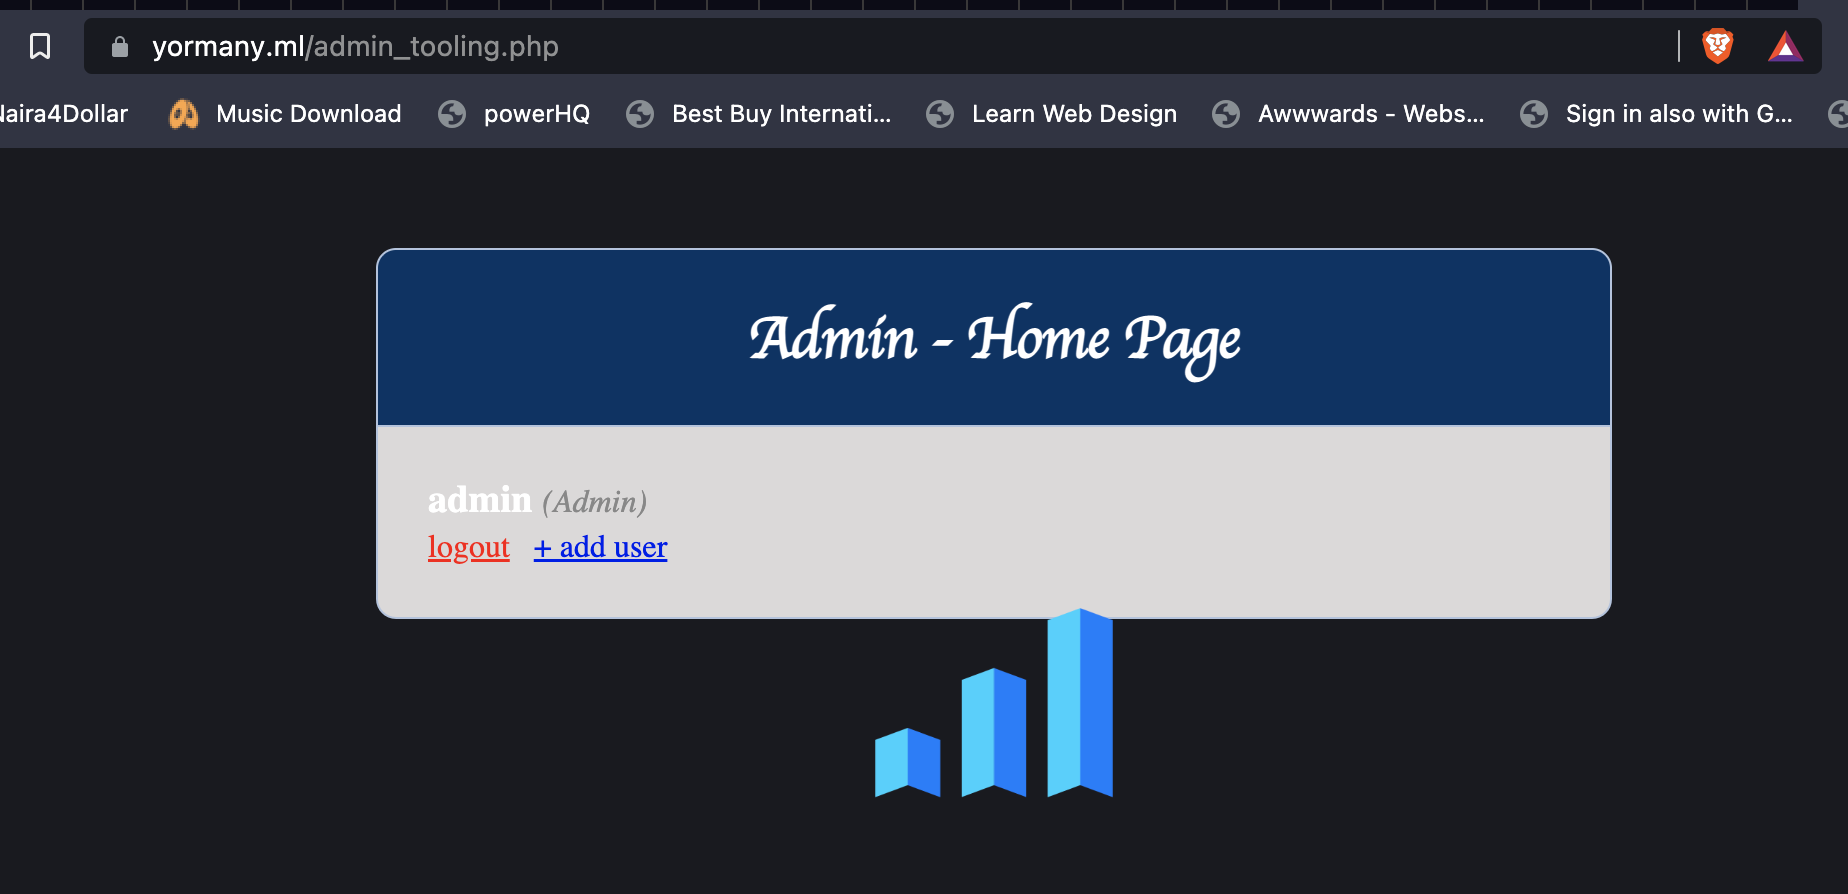 yormany.ml/admin_tooling.php
aira4Dollar Music Download powerHQ Best Buy Internati... Learn Web Design Awwwards - Webs... Sign in also with G...
Admin - Home Page
admin (Admin)
logout + add user